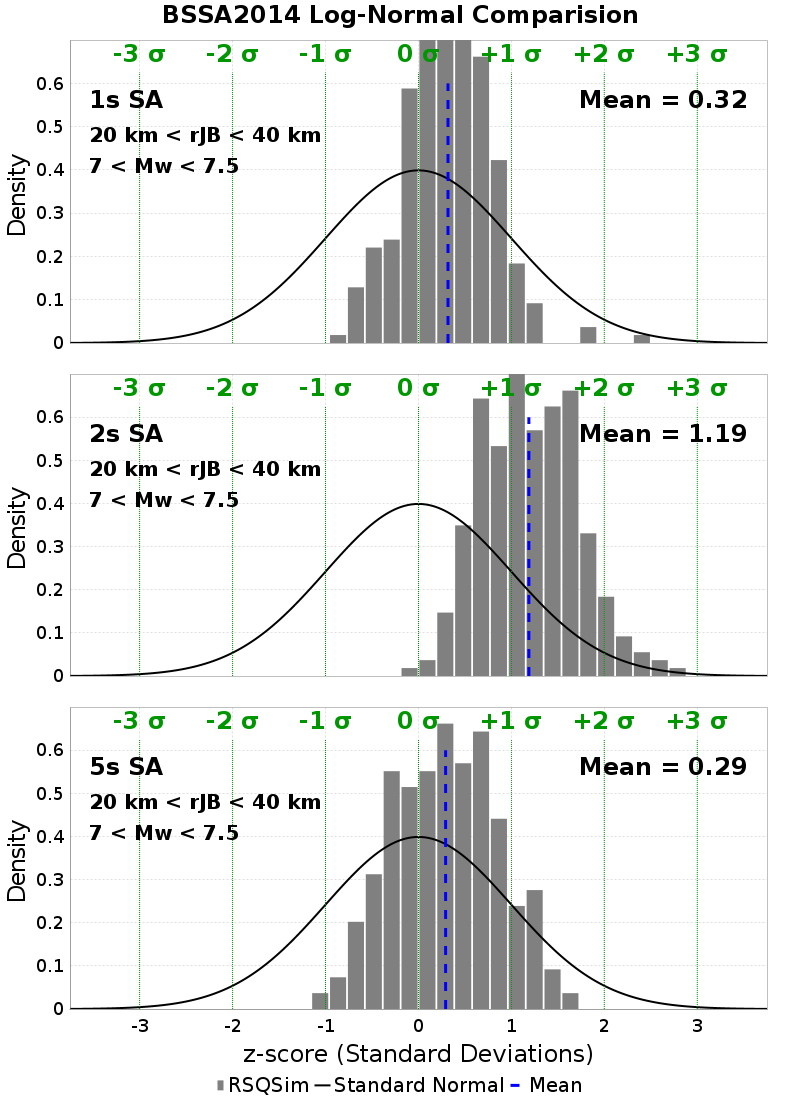 BSSA2014 Log-Normal Comparision
-3 σ -2 σ -1 σ 0 σ +1 σ +2 σ +3 σ
1s SA Mean = 0.32
20 km < rJB < 40 km
7 < Mw < 7.5
0.6
0.5
0.4
0.3
0.2
0.1
0
Density
-3 σ -2 σ -1 σ 0 σ +1 σ +2 σ +3 σ
2s SA Mean = 1.19
20 km < rJB < 40 km
7 < Mw < 7.5
0.6
0.5
0.4
0.3
0.2
0.1
0
Density
-3 σ -2 σ -1 σ 0 σ +1 σ +2 σ +3 σ
5s SA Mean = 0.29
20 km < rJB < 40 km
7 < Mw < 7.5
0.6
0.5
0.4
0.3
0.2
0.1
0
Density
-3 -2 -1 0 1 2 3
z-score (Standard Deviations)
RSQSim Standard Normal Mean